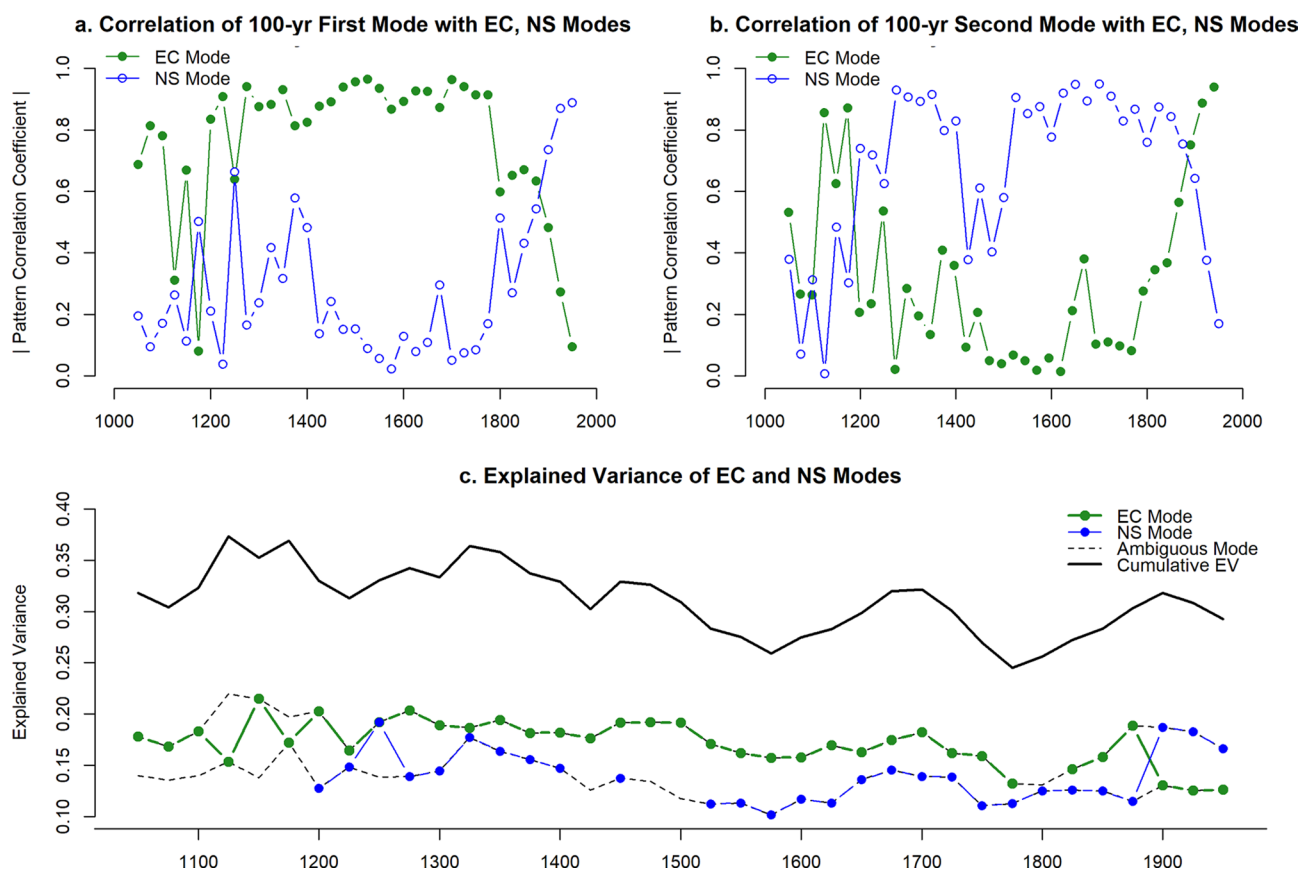 a. Correlation of 100-yr First Mode with EC, NS Modes
EC Mode
NS Mode
| Pattern Correlation Coefficient |
1.0
0.8
0.6
0.4
0.2
0.0
1000 1200 1400 1600 1800 2000
b. Correlation of 100-yr Second Mode with EC, NS Modes
EC Mode
NS Mode
| Pattern Correlation Coefficient |
1.0
0.8
0.6
0.4
0.2
0.0
1000 1200 1400 1600 1800 2000
c. Explained Variance of EC and NS Modes
EC Mode
NS Mode
Ambiguous Mode
Cumulative EV
Explained Variance
0.40
0.35
0.30
0.25
0.20
0.15
0.10
1100 1200 1300 1400 1500 1600 1700 1800 1900